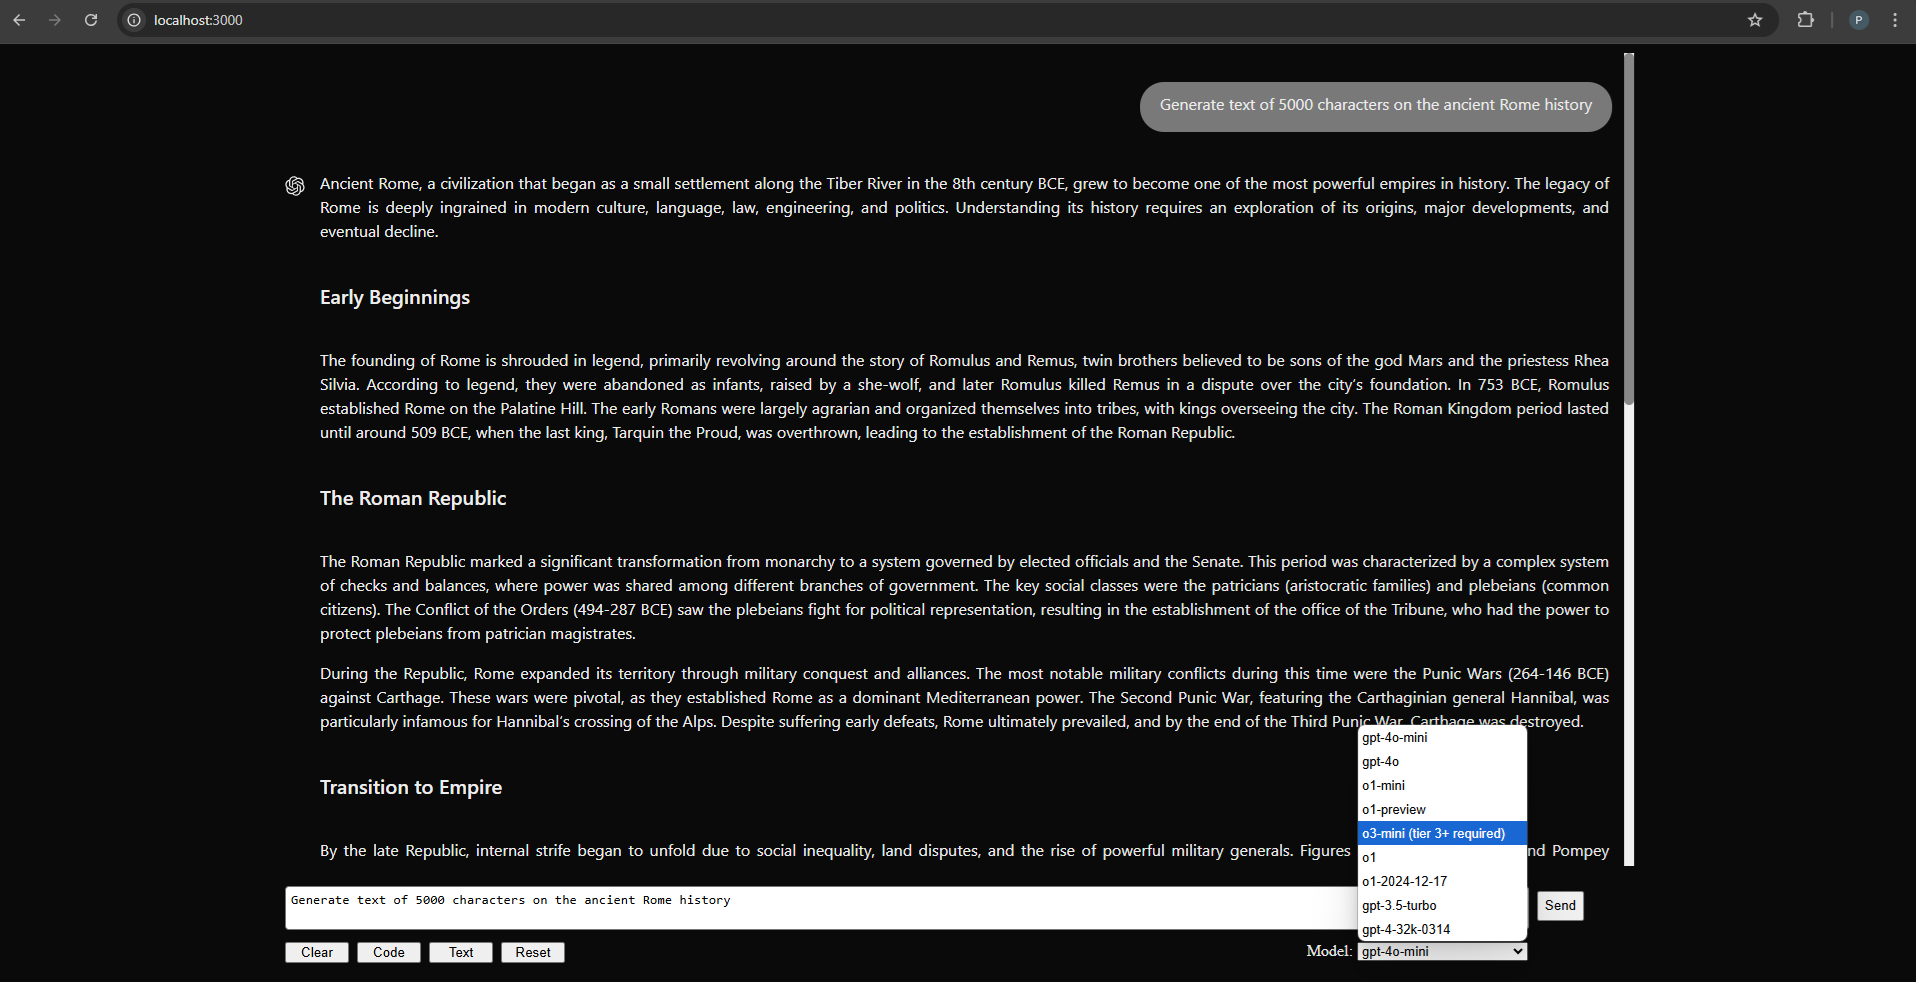 localhost:3000
P
Generate text of 5000 characters on the ancient Rome history
Ancient Rome, a civilization that began as a small settlement along the Tiber River in the 8th century BCE, grew to become one of the most powerful empires in history. The legacy of
Rome is deeply ingrained in modern culture, language, law, engineering, and politics. Understanding its history requires an exploration of its origins, major developments, and
eventual decline.
Early Beginnings
The founding of Rome is shrouded in legend, primarily revolving around the story of Romulus and Remus, twin brothers believed to be sons of the god Mars and the priestess Rhea
Silvia. According to legend, they were abandoned as infants, raised by a she-wolf, and later Romulus killed Remus in a dispute over the city's foundation. In 753 BCE, Romulus
established Rome on the Palatine Hill. The early Romans were largely agrarian and organized themselves into tribes, with kings overseeing the city. The Roman Kingdom period lasted
until around 509 BCE, when the last king, Tarquin the Proud, was overthrown, leading to the establishment of the Roman Republic.
The Roman Republic
The Roman Republic marked a significant transformation from monarchy to a system governed by elected officials and the Senate. This period was characterized by a complex system
of checks and balances, where power was shared among different branches of government. The key social classes were the patricians (aristocratic families) and plebeians (common
citizens). The Conflict of the Orders (494-287 BCE) saw the plebeians fight for political representation, resulting in the establishment of the office of the Tribune, who had the power to
protect plebeians from patrician magistrates.
During the Republic, Rome expanded its territory through military conquest and alliances. The most notable military conflicts during this time were the Punic Wars (264-146 BCE)
against Carthage. These wars were pivotal, as they established Rome as a dominant Mediterranean power. The Second Punic War, featuring the Carthaginian general Hannibal, was
particularly infamous for Hannibal's crossing of the Alps. Despite suffering early defeats, Rome ultimately prevailed, and by the end of the Third Punic War, Carthage was destroyed.
Transition to Empire
By the late Republic, internal strife began to unfold due to social inequality, land disputes, and the rise of powerful military generals. Figures nd Pompey
gpt-4o-mini
gpt-4o
o1-mini
o1-preview
o3-mini (tier 3+ required)
o1
o1-2024-12-17
gpt-3.5-turbo
gpt-4-32k-0314
Generate text of 5000 characters on the ancient Rome history
Send
Clear
Code
Text
Reset
Model: gpt-4o-mini